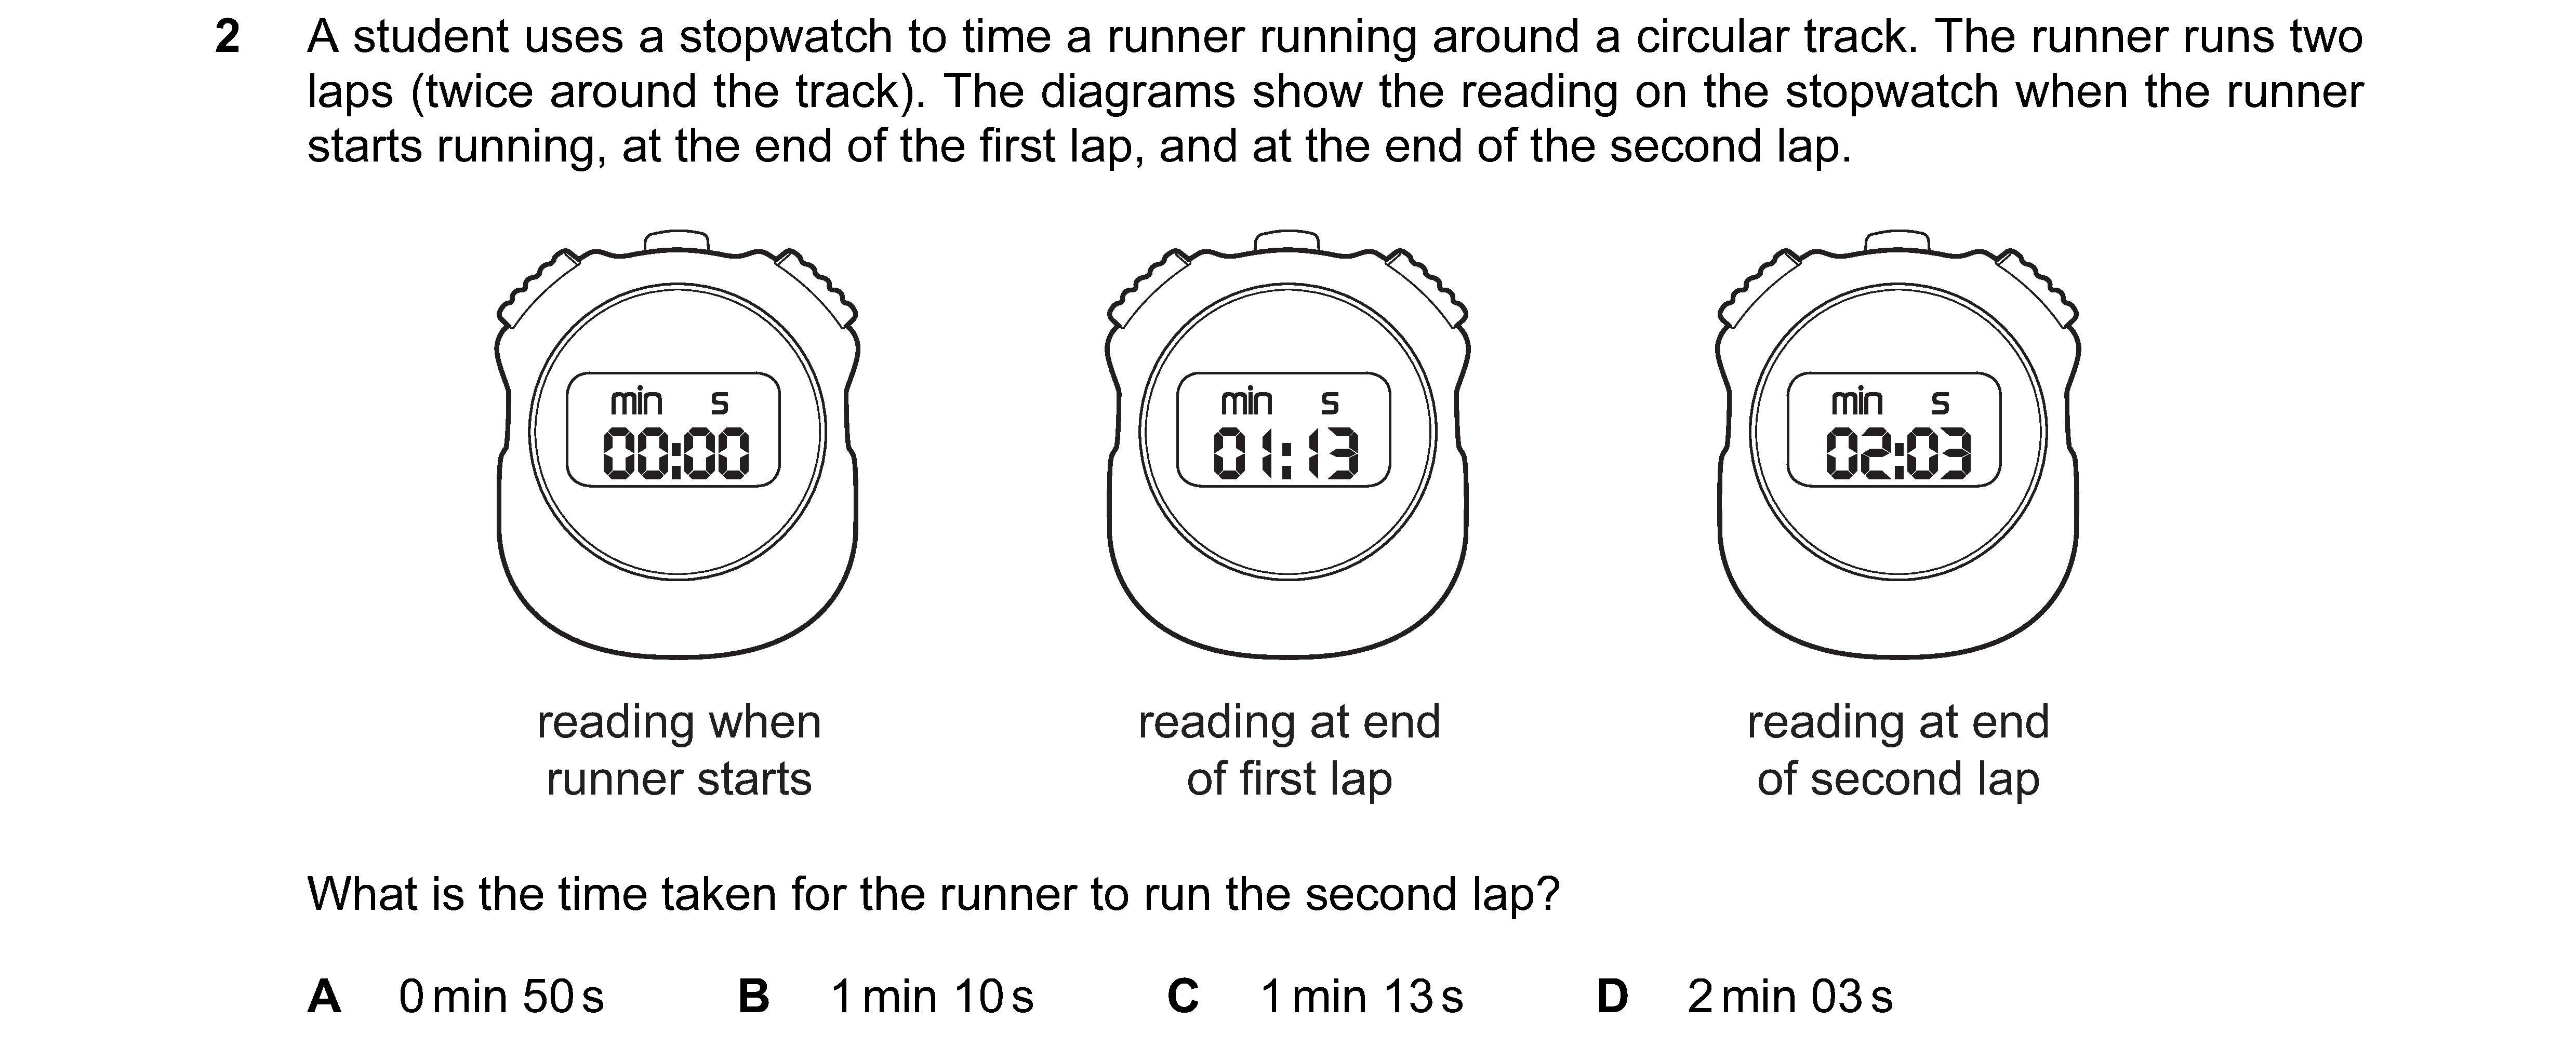 2 A student uses a stopwatch to time a runner running around a circular track. The runner runs two
laps (twice around the track). The diagrams show the reading on the stopwatch when the runner
starts running, at the end of the first lap, and at the end of the second lap.
min s
00:00
min s
01:13
min s
02:03
reading when
runner starts
reading at end
of first lap
reading at end
of second lap
What is the time taken for the runner to run the second lap?
A 0 min 50 s B 1 min 10 s C 1 min 13 s D 2 min 03 s